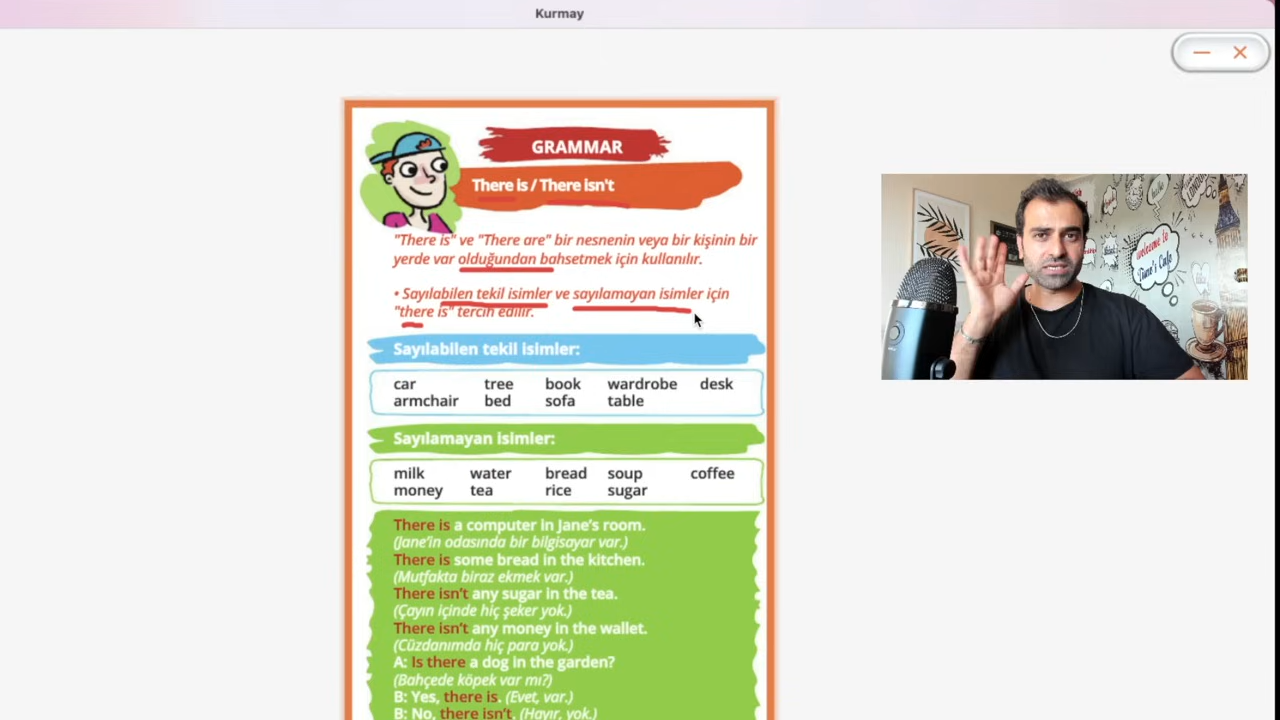 Kurmay
GRAMMAR
There is / There isn't
"There is" ve "There are" bir nesnenin veya bir kişinin bir
yerde var olduğundan bahsetmek için kullanılır.
• Sayılabilen tekil isimler ve sayılamayan isimler için
"there is" tercih edilir.
Sayılabilen tekil isimler:
car tree book wardrobe desk
armchair bed sofa table
Sayılamayan isimler:
milk water bread soup coffee
money tea rice sugar
There is a computer in Jane's room.
(Jane'in odasında bir bilgisayar var.)
There is some bread in the kitchen.
(Mutfakta biraz ekmek var.)
There isn't any sugar in the tea.
(Çayın içinde hiç şeker yok.)
There isn't any money in the wallet.
(Cüzdanımda hiç para yok.)
A: Is there a dog in the garden?
(Bahçede köpek var mı?)
B: Yes, there is. (Evet, var.)
B: No, there isn't. (Hayır, yok.)
welcome to